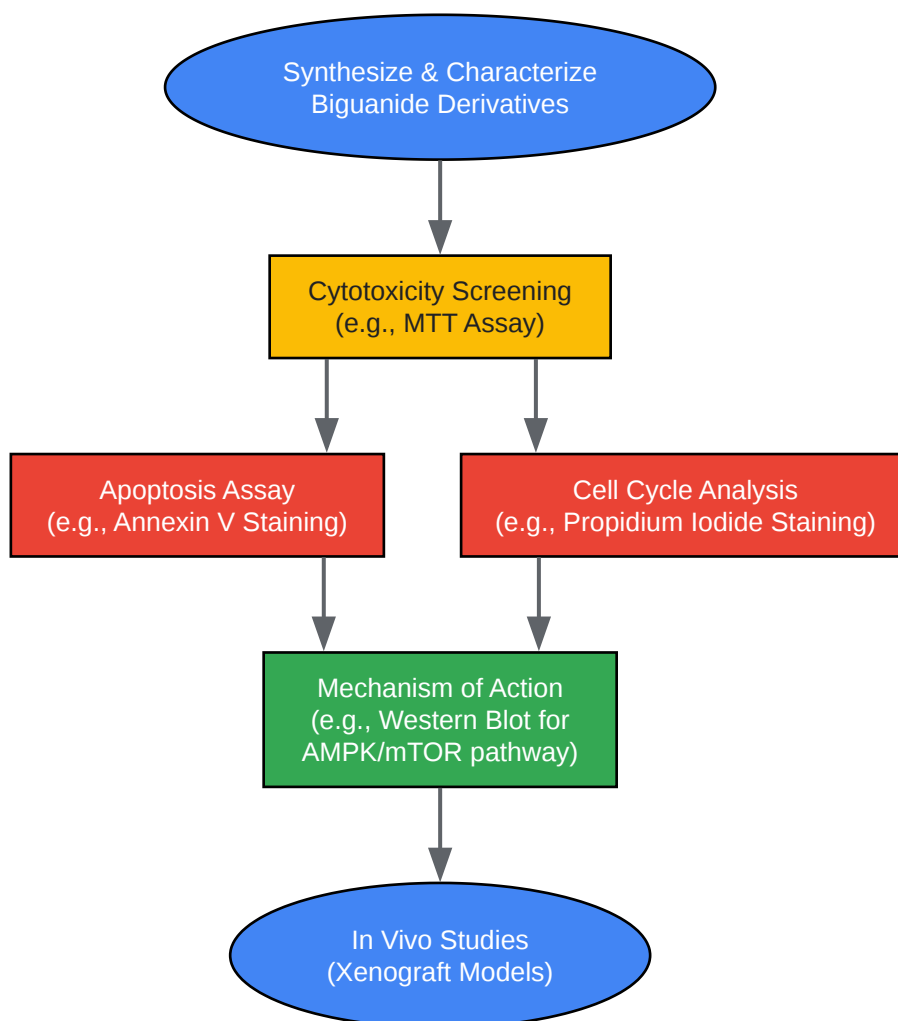 Synthesize & Characterize
Biguanide Derivatives
Cytotoxicity Screening
(e.g., MTT Assay)
Apoptosis Assay
(e.g., Annexin V Staining)
Cell Cycle Analysis
(e.g., Propidium Iodide Staining)
Mechanism of Action
(e.g., Western Blot for
AMPK/mTOR pathway)
In Vivo Studies
(Xenograft Models)